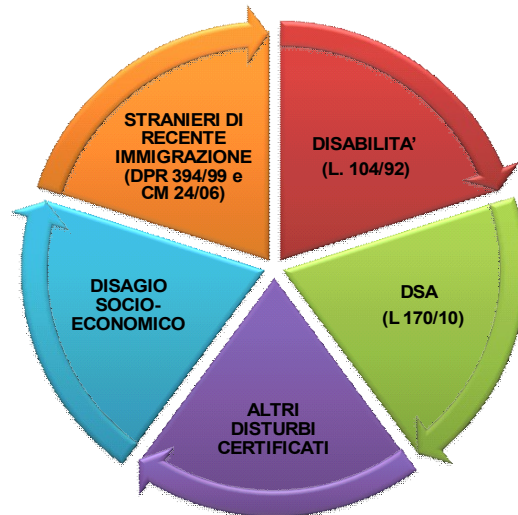 STRANIERI DI
RECENTE
IMMIGRAZIONE
(DPR 394/99 e
CM 24/06)
DISABILITA’
(L. 104/92)
DSA
(L 170/10)
ALTRI
DISTURBI
CERTIFICATI
DISAGIO
SOCIO-
ECONOMICO